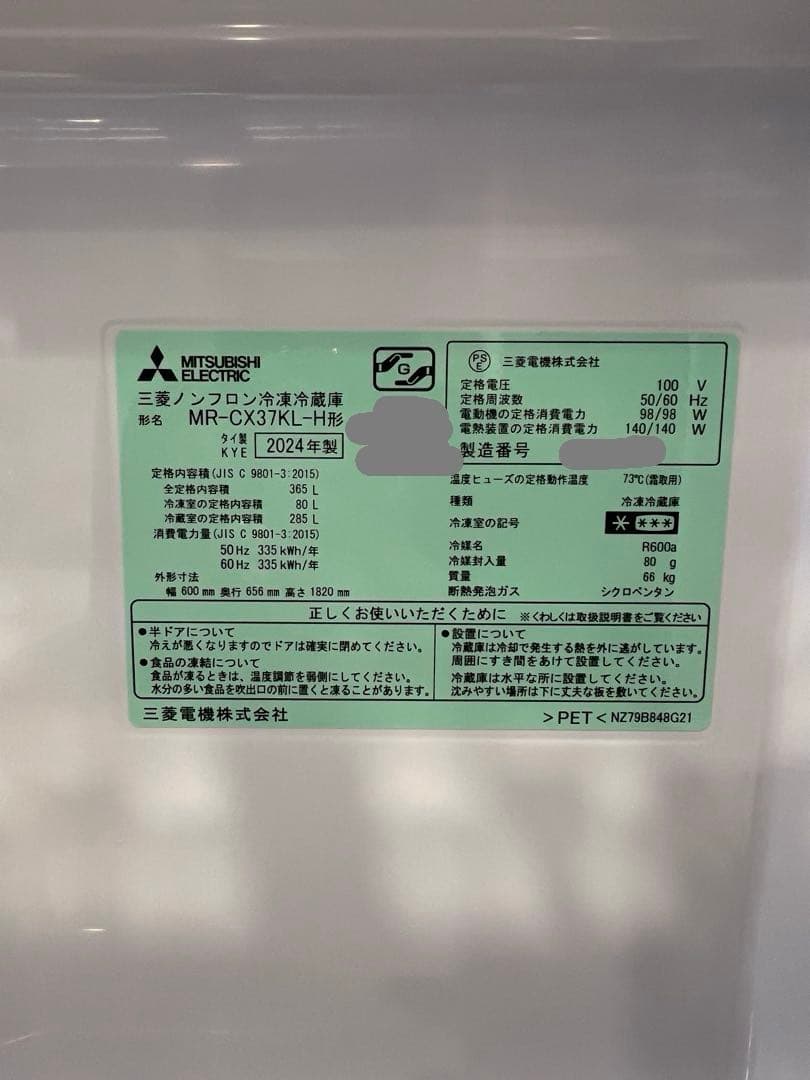 MITSUBISHI
ELECTRIC
G
三菱ノンフロン冷凍冷蔵庫
形名 MR-CX37KL-H形
タイ製
KYE 2024年製
定格内容積(JIS C 9801-3:2015)
全定格内容積 365 L
冷凍室の定格内容積 80 L
冷蔵室の定格内容積 285 L
消費電力量(JIS C 9801-3:2015)
50Hz 335kWh/年
60Hz 335kWh/年
外形寸法
幅 600mm 奥行 656mm 高さ 1820mm
PSE 三菱電機株式会社
定格電圧 100 V
定格周波数 50/60 Hz
電動機の定格消費電力 98/98 W
電熱装置の定格消費電力 140/140 W
製造番号
温度ヒューズの定格動作温度 73℃(霜取用)
種類 冷凍冷蔵庫
冷凍室の記号 * ***
冷媒名 R600a
冷媒封入量 80 g
質量 66 kg
断熱発泡ガス シクロペンタン
正しくお使いいただくために ※くわしくは取扱説明書をご覧ください
●半ドアについて
冷えが悪くなりますのでドアは確実に閉めてください。
●食品の凍結について
食品が凍るときは、温度調節を弱側にしてください。
水分の多い食品を吹出口の前に置くと凍ることがあります。
●設置について
冷蔵庫は冷却で発生する熱を外に逃がしています。
周囲にすき間をあけて設置してください。
冷蔵庫は水平な所に設置してください。
沈みやすい場所は下に丈夫な板を敷いてください。
三菱電機株式会社
>PET< NZ79B848G21